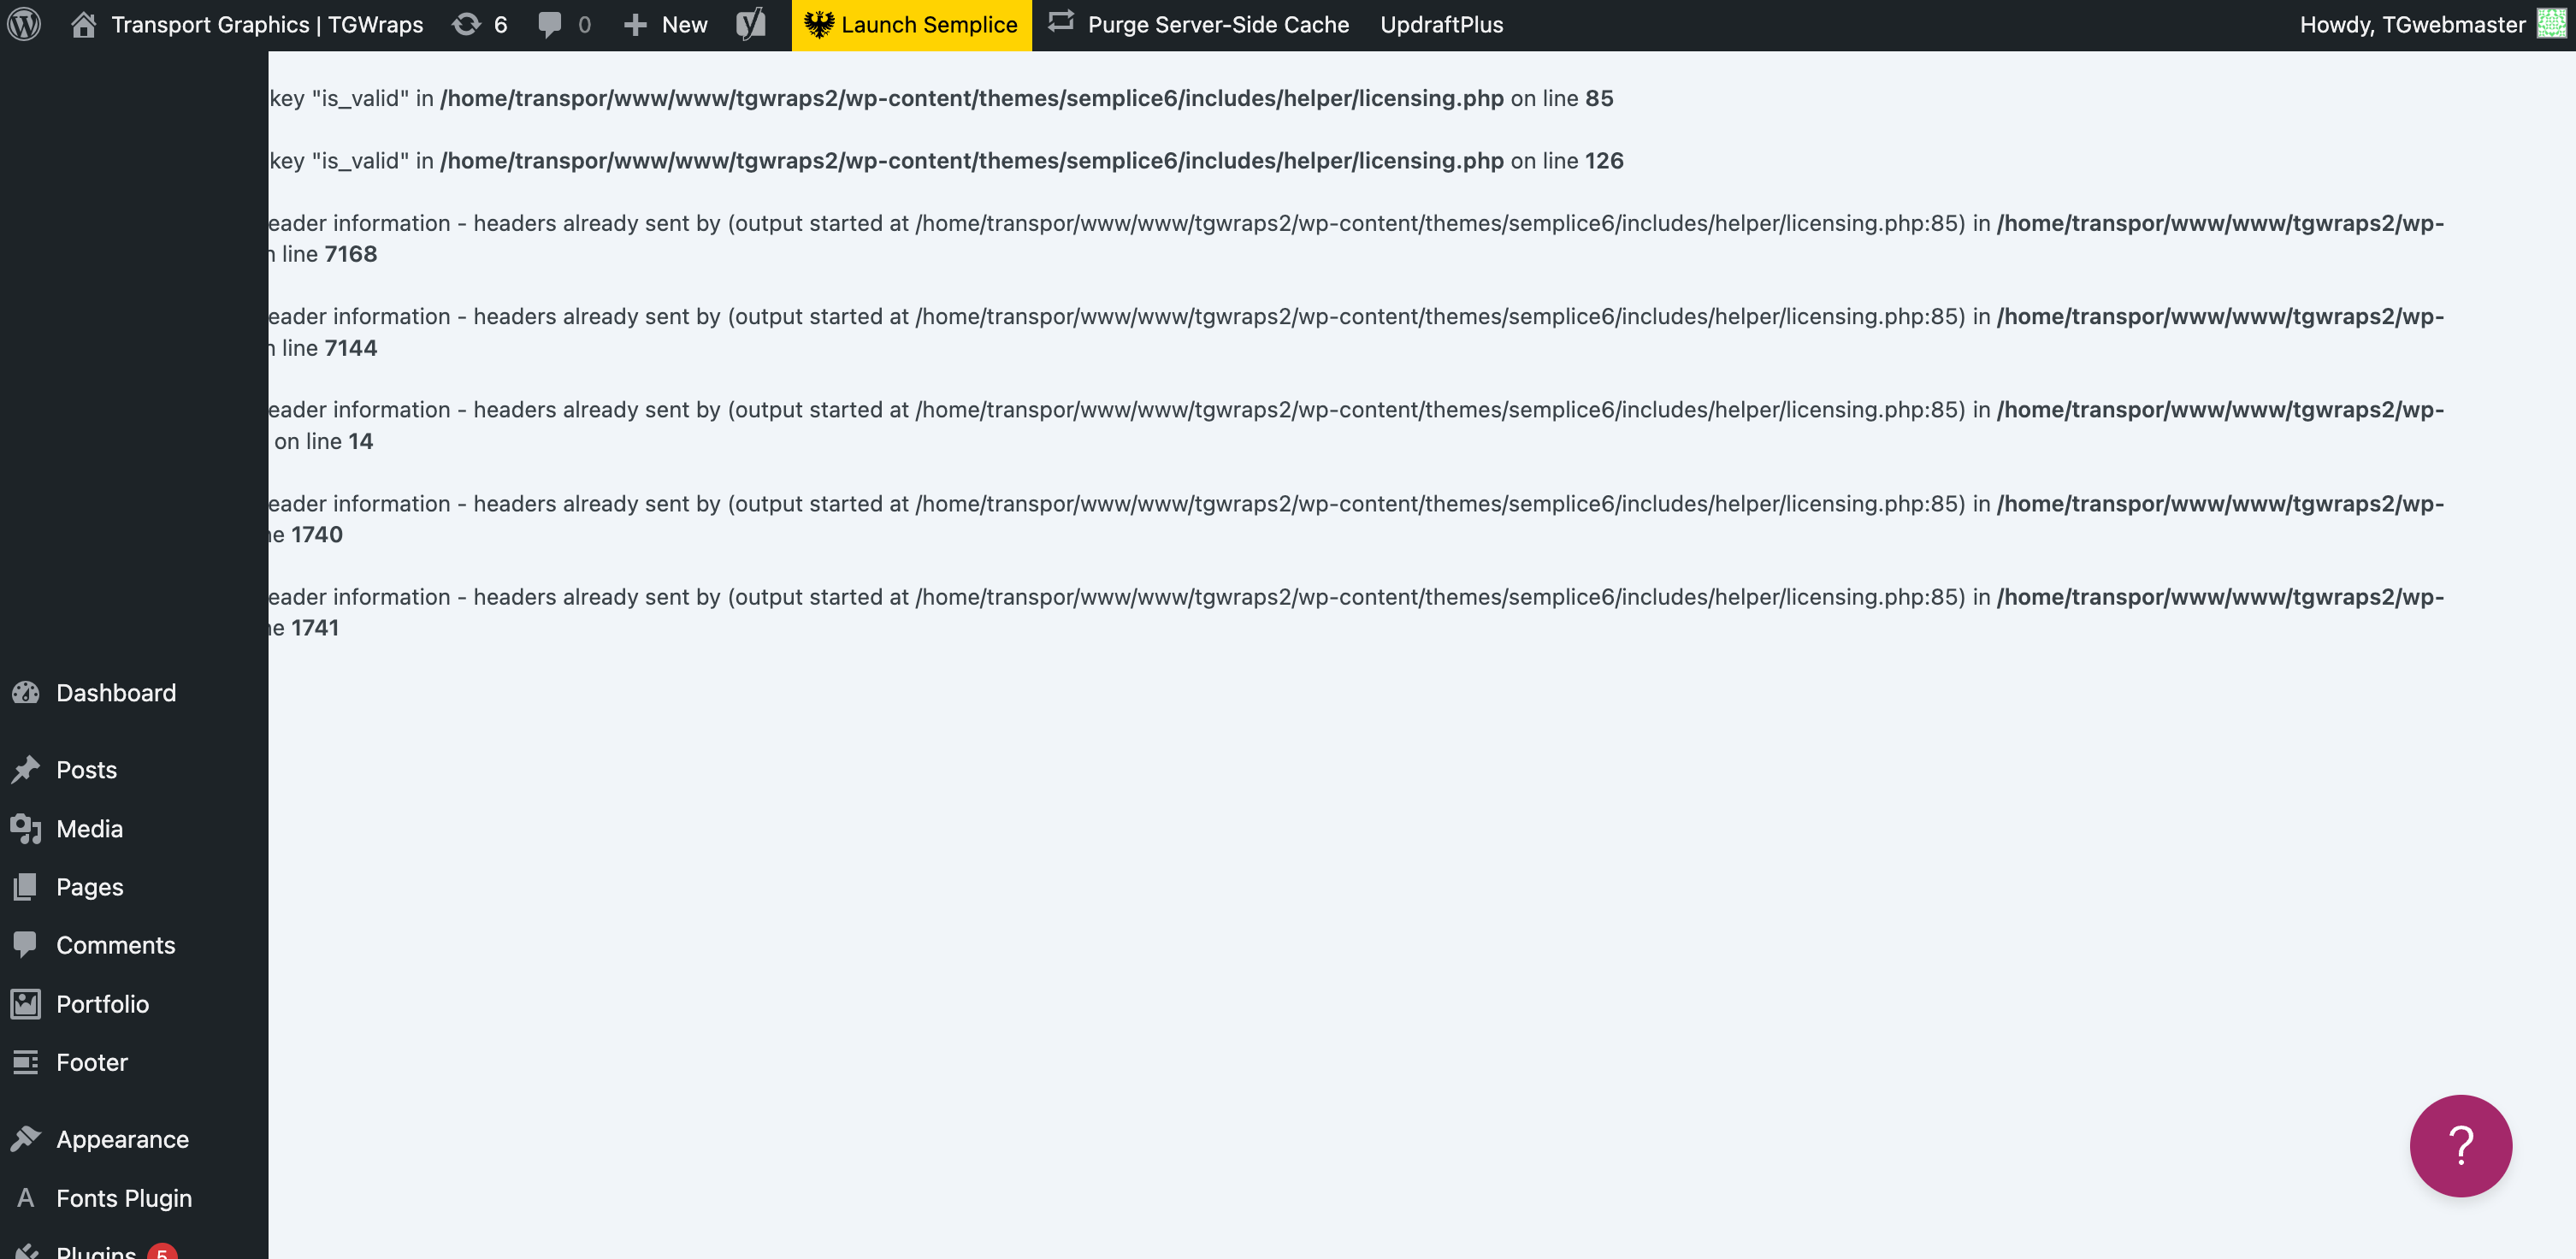 Transport Graphics | TGWraps 6 0 New Launch Semplice Purge Server-Side Cache UpdraftPlus Howdy, TGwebmaster
key "is_valid" in /home/transpor/www/www/tgwraps2/wp-content/themes/semplice6/includes/helper/licensing.php on line 85
key "is_valid" in /home/transpor/www/www/tgwraps2/wp-content/themes/semplice6/includes/helper/licensing.php on line 126
eader information - headers already sent by (output started at /home/transpor/www/www/tgwraps2/wp-content/themes/semplice6/includes/helper/licensing.php:85) in /home/transpor/www/www/tgwraps2/wp-
n line 7168
eader information - headers already sent by (output started at /home/transpor/www/www/tgwraps2/wp-content/themes/semplice6/includes/helper/licensing.php:85) in /home/transpor/www/www/tgwraps2/wp-
n line 7144
eader information - headers already sent by (output started at /home/transpor/www/www/tgwraps2/wp-content/themes/semplice6/includes/helper/licensing.php:85) in /home/transpor/www/www/tgwraps2/wp-
on line 14
eader information - headers already sent by (output started at /home/transpor/www/www/tgwraps2/wp-content/themes/semplice6/includes/helper/licensing.php:85) in /home/transpor/www/www/tgwraps2/wp-
ne 1740
eader information - headers already sent by (output started at /home/transpor/www/www/tgwraps2/wp-content/themes/semplice6/includes/helper/licensing.php:85) in /home/transpor/www/www/tgwraps2/wp-
ne 1741
Dashboard
Posts
Media
Pages
Comments
Portfolio
Footer
Appearance
Fonts Plugin
Plugins 5
?